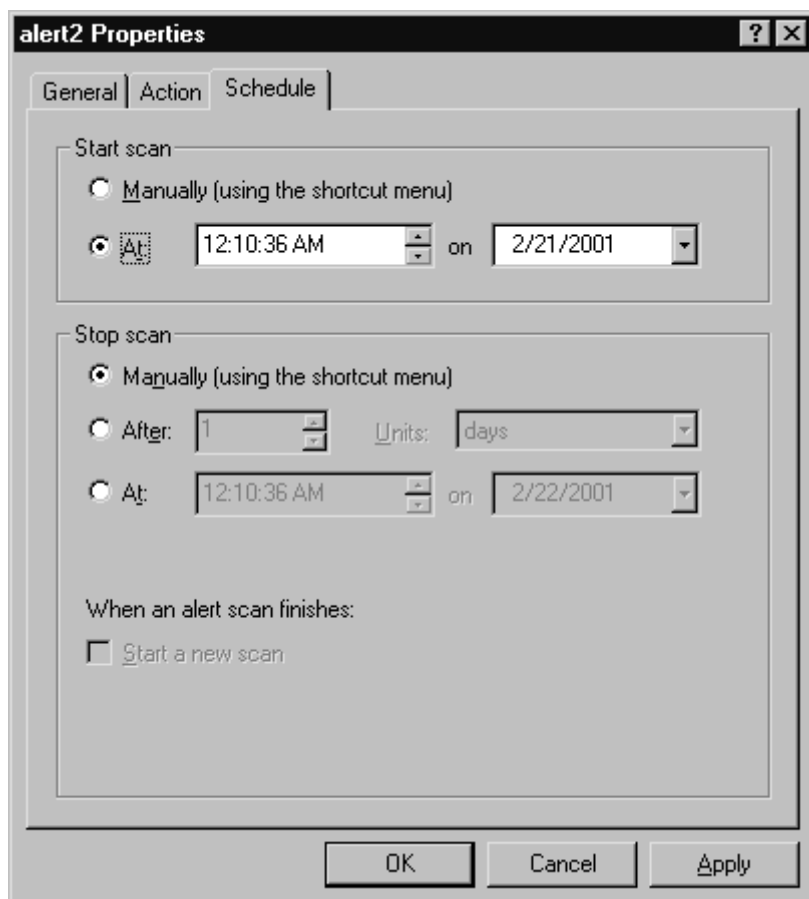 alert2 Properties
General Action Schedule
Start scan
Manually (using the shortcut menu)
At: 12:10:36 AM on 2/21/2001
Stop scan
Manually (using the shortcut menu)
After: 1 Units: days
At: 12:10:36 AM on 2/22/2001
When an alert scan finishes:
Start a new scan
OK Cancel Apply